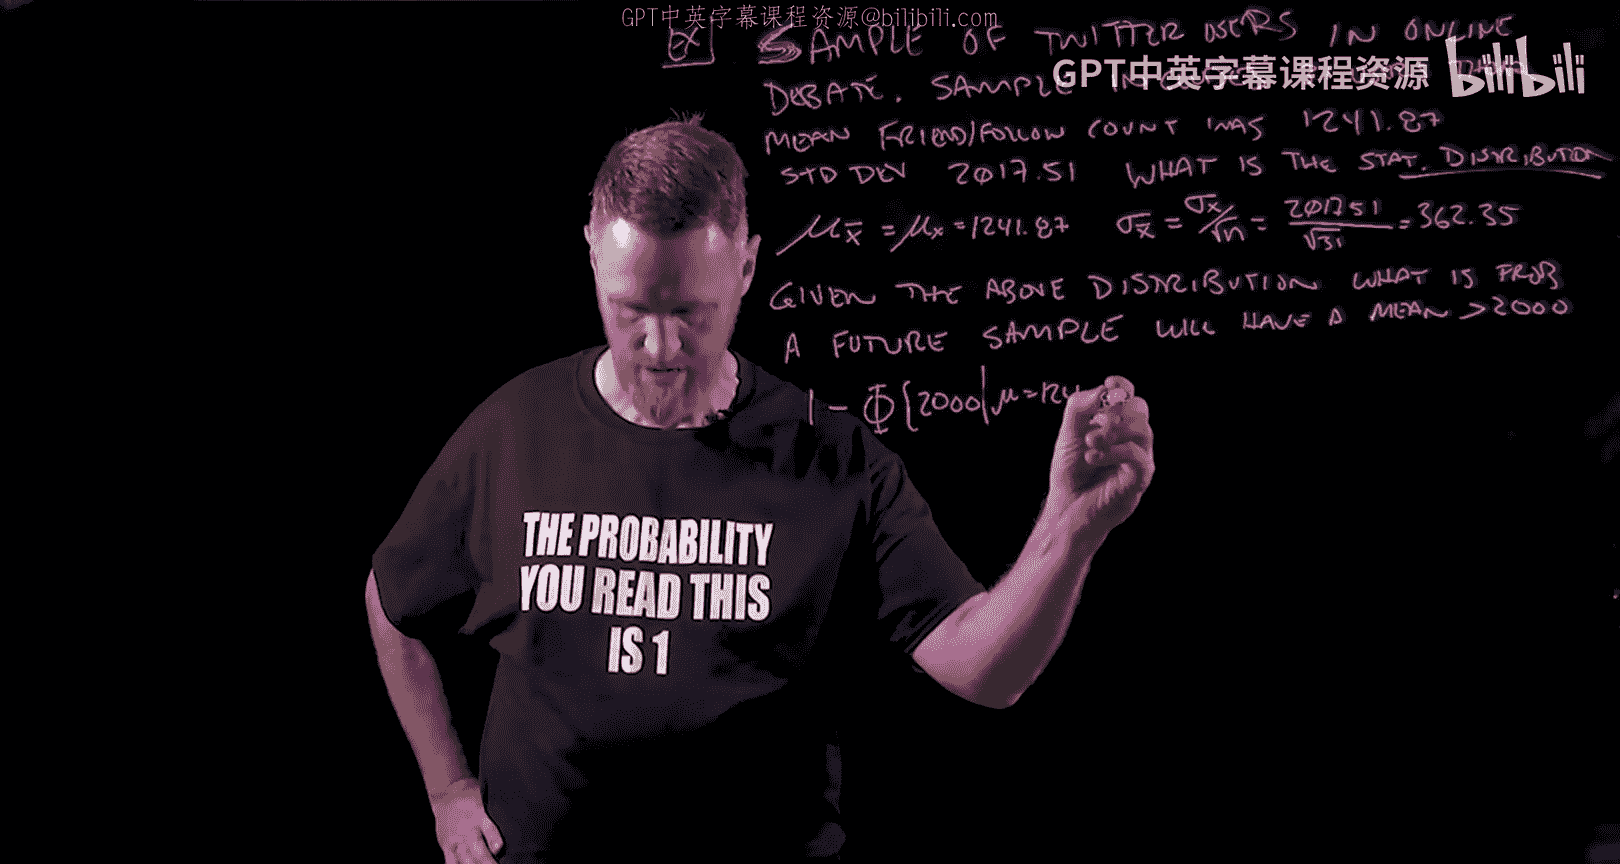 GPT中英字幕课程资源@bilibili.com
EX SAMPLE OF TWITTER USERS IN ONLINE
GPT中英字幕课程资源 bilibili
DEBATE. SAMPLE
MEAN FRIEND/FOLLOW COUNT WAS 1241.87
STD DEV 2017.51 WHAT IS THE STAT. DISTRIBUTION
μx̄ = μx = 1241.87 σx̄ = σx/√n = 201751/√31 = 362.35
GIVEN THE ABOVE DISTRIBUTION WHAT IS PROB
A FUTURE SAMPLE WILL HAVE A MEAN >2000
1 - Φ(2000|μ=124
THE PROBABILITY
YOU READ THIS
IS 1